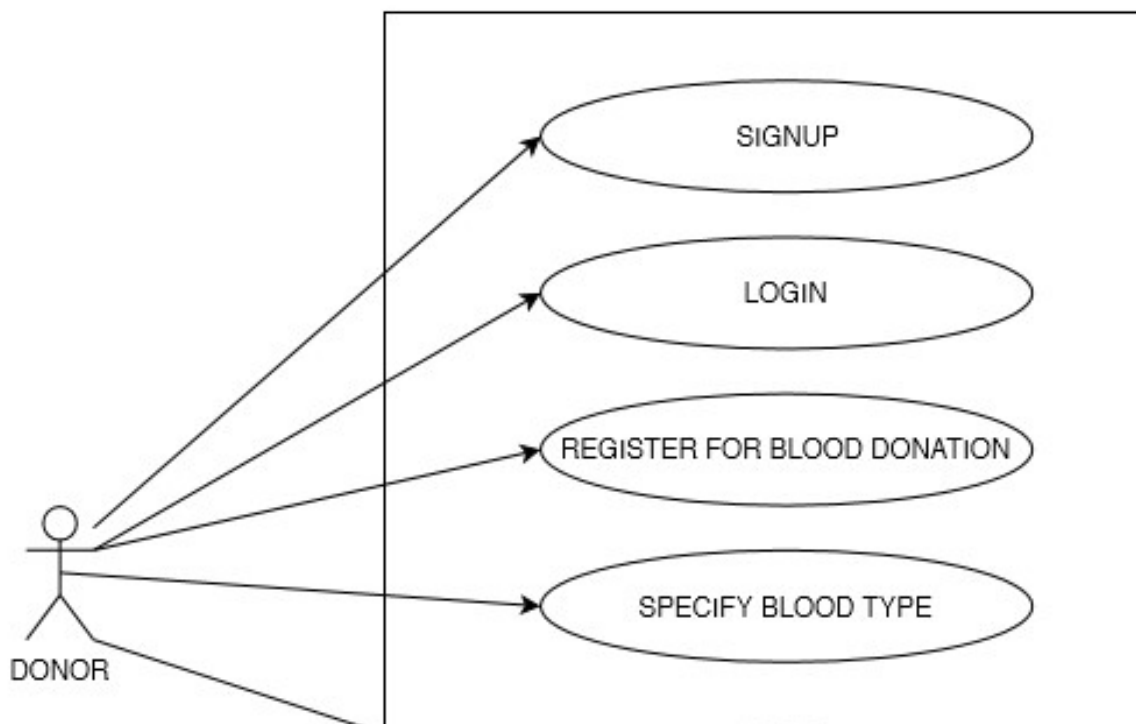 SIGNUP
LOGIN
REGISTER FOR BLOOD DONATION
SPECIFY BLOOD TYPE
DONOR